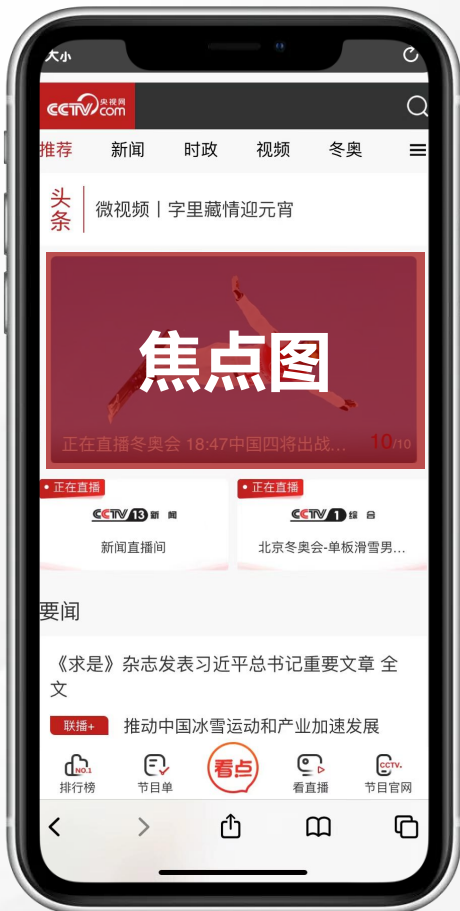 大小
CCTV 央视网
com
推荐 新闻 时政 视频 冬奥
头条 微视频丨字里藏情迎元宵
焦点图
正在直播冬奥会 18:47中国四将出战... 10/10
正在直播 正在直播
CCTV 13 新闻 CCTV 1 综合
新闻直播间 北京冬奥会-单板滑雪男...
要闻
《求是》杂志发表习近平总书记重要文章 全
文
联播+ 推动中国冰雪运动和产业加速发展
NO.1 看点 CCTV.
排行榜 节目单 看直播 节目官网